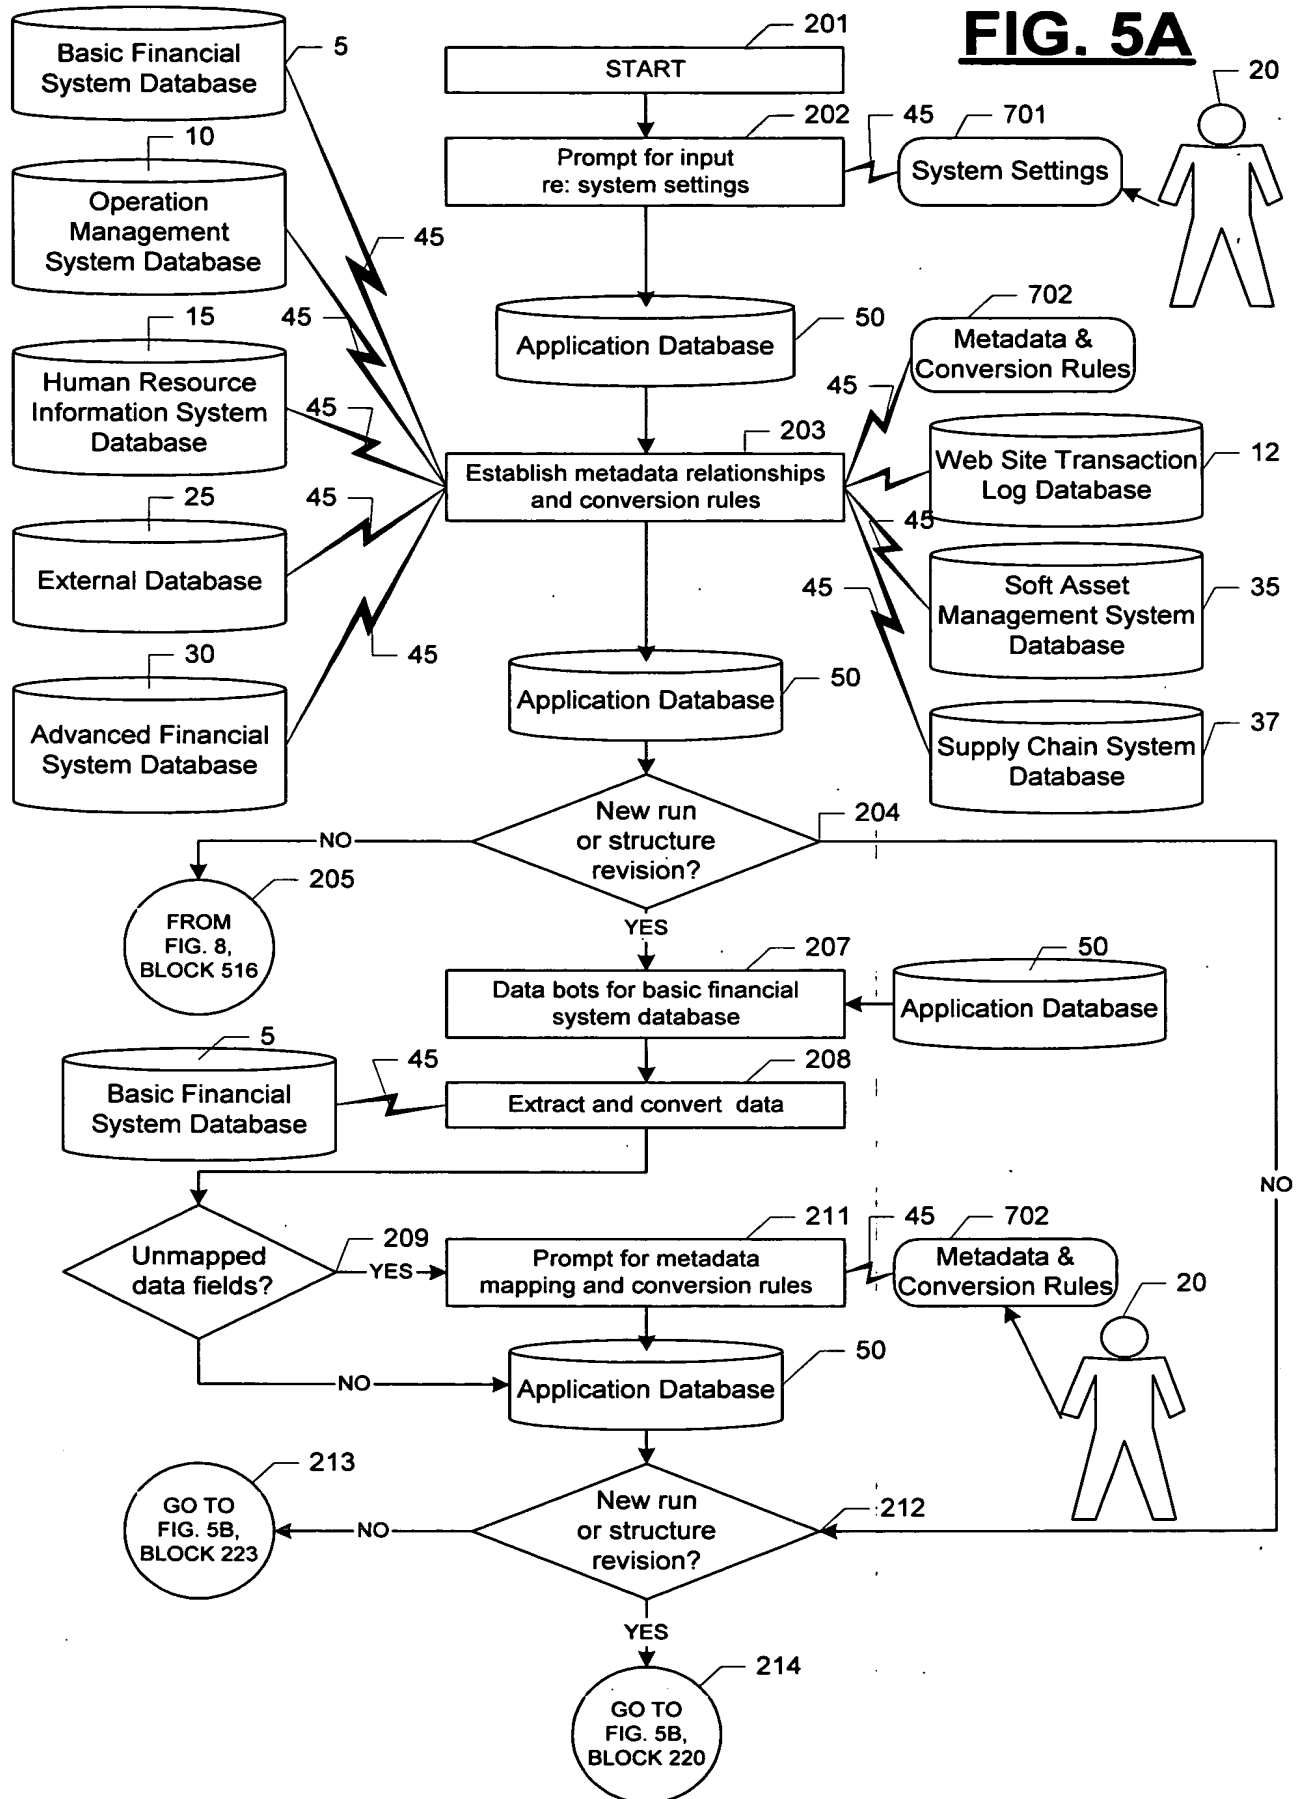 FIG. 5A
Basic Financial
System Database
5
201
START
20
10
202
45
701
Prompt for input
re: system settings
System Settings
Operation
Management
System Database
45
702
15
45
50
Application Database
Metadata &
Conversion Rules
Human Resource
Information System
Database
45
45
203
Establish metadata relationships
and conversion rules
Web Site Transaction
Log Database
12
25
45
45
External Database
45
Soft Asset
Management System
Database
35
30
45
50
Application Database
Advanced Financial
System Database
Supply Chain System
Database
37
New run
or structure
revision?
204
NO
205
FROM
FIG. 8,
BLOCK 516
YES
207
50
Data bots for basic financial
system database
Application Database
5
45
208
Basic Financial
System Database
Extract and convert data
NO
211
45
702
209
Unmapped
data fields?
YES
Prompt for metadata
mapping and conversion rules
Metadata &
Conversion Rules
20
50
NO
Application Database
213
GO TO
FIG. 5B,
BLOCK 223
NO
New run
or structure
revision?
212
YES
214
GO TO
FIG. 5B,
BLOCK 220